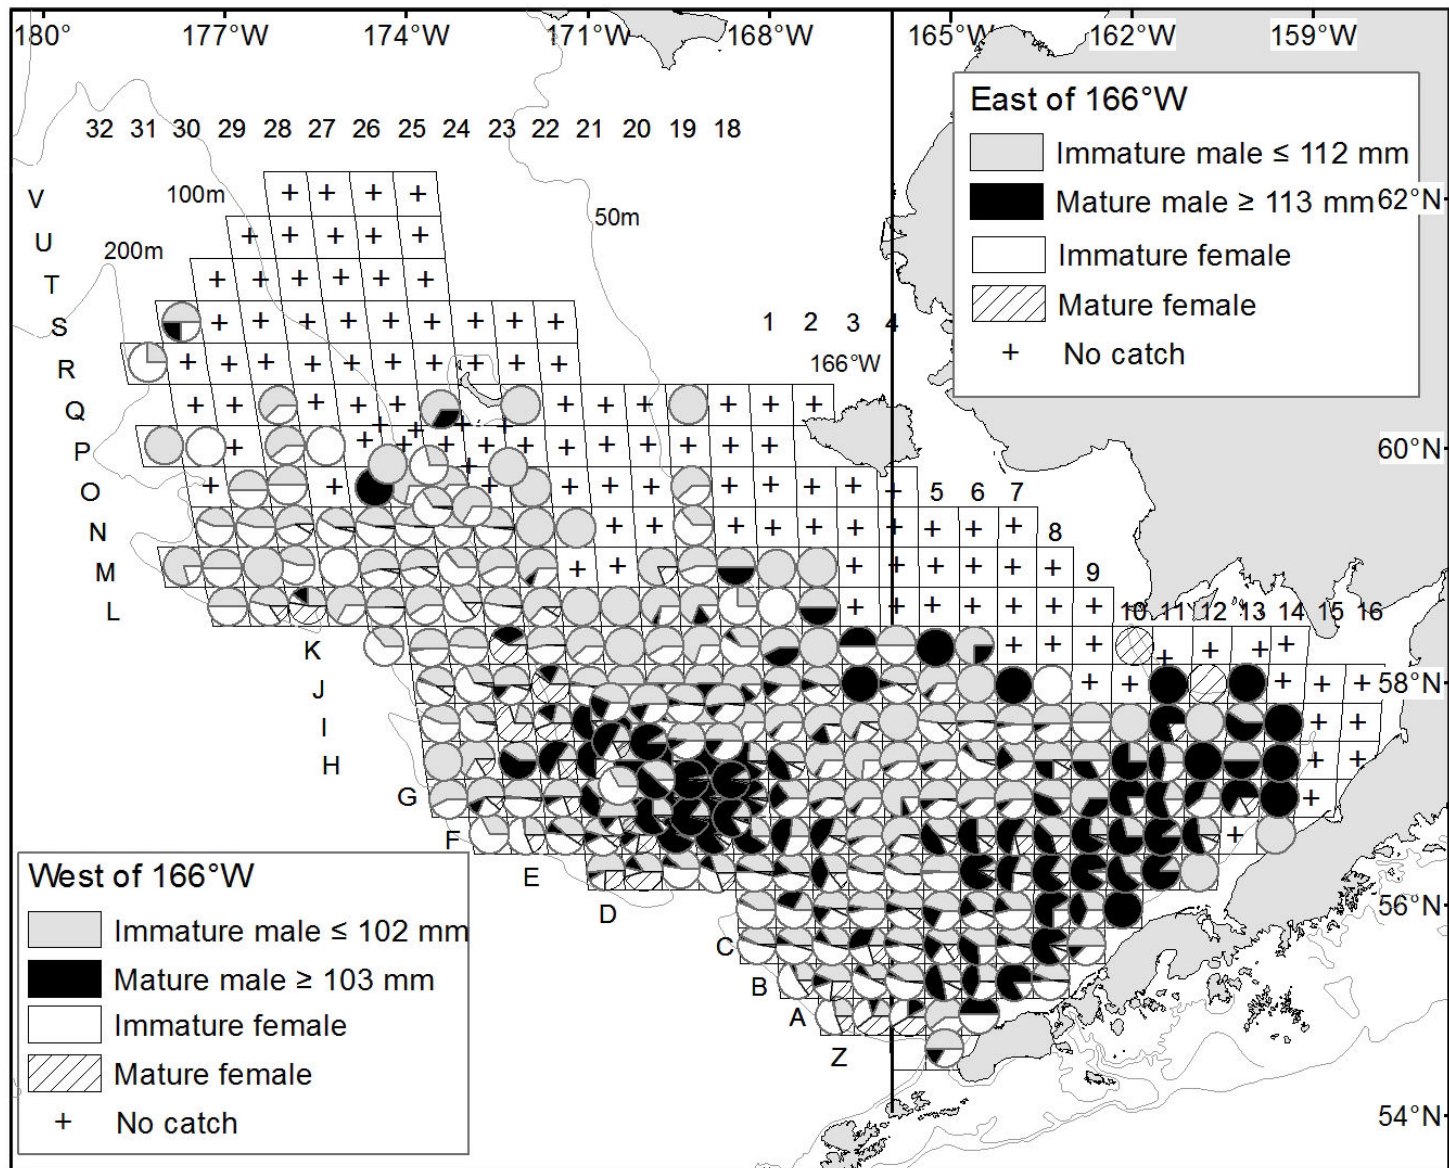 180° 177°W 174°W 171°W 168°W 165°W 162°W 159°W
East of 166°W
Immature male ≤ 112 mm
Mature male ≥ 113 mm
Immature female
Mature female
+ No catch
32 31 30 29 28 27 26 25 24 23 22 21 20 19 18
V
100m
62°N
50m
U
200m
T
S
1 2 3 4
R
166°W
Q
P
60°N
O
5 6 7
N
8
M
9
L
10 11 12 13 14 15 16
K
J
58°N
I
H
G
F
E
D
56°N
C
B
A
Z
54°N
West of 166°W
Immature male ≤ 102 mm
Mature male ≥ 103 mm
Immature female
Mature female
+ No catch